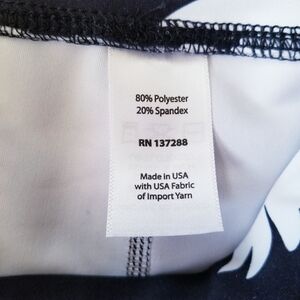 80% Polyester
20% Spandex
RN 137288
Made in USA
with USA Fabric
of Import Yarn